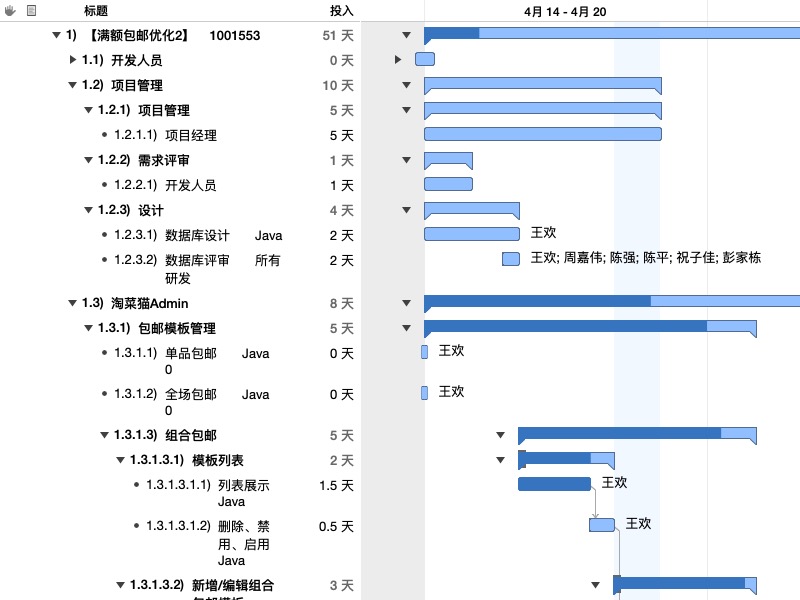 标题 投入 4月 14 - 4月 20
1) 【满额包邮优化2】 1001553 51 天
1.1) 开发人员 0 天
1.2) 项目管理 10 天
1.2.1) 项目管理 5 天
1.2.1.1) 项目经理 5 天
1.2.2) 需求评审 1 天
1.2.2.1) 开发人员 1 天
1.2.3) 设计 4 天
1.2.3.1) 数据库设计 Java 2 天 王欢
1.2.3.2) 数据库评审 所有 2 天 王欢; 周嘉伟; 陈强; 陈平; 祝子佳; 彭家栋
研发
1.3) 淘菜猫Admin 8 天
1.3.1) 包邮模板管理 5 天
1.3.1.1) 单品包邮 Java 0 天 王欢
0
1.3.1.2) 全场包邮 Java 0 天 王欢
0
1.3.1.3) 组合包邮 5 天
1.3.1.3.1) 模板列表 2 天
1.3.1.3.1.1) 列表展示 1.5 天 王欢
Java
1.3.1.3.1.2) 删除、禁 0.5 天 王欢
用、启用
Java
1.3.1.3.2) 新增/编辑组合 3 天
包邮模板